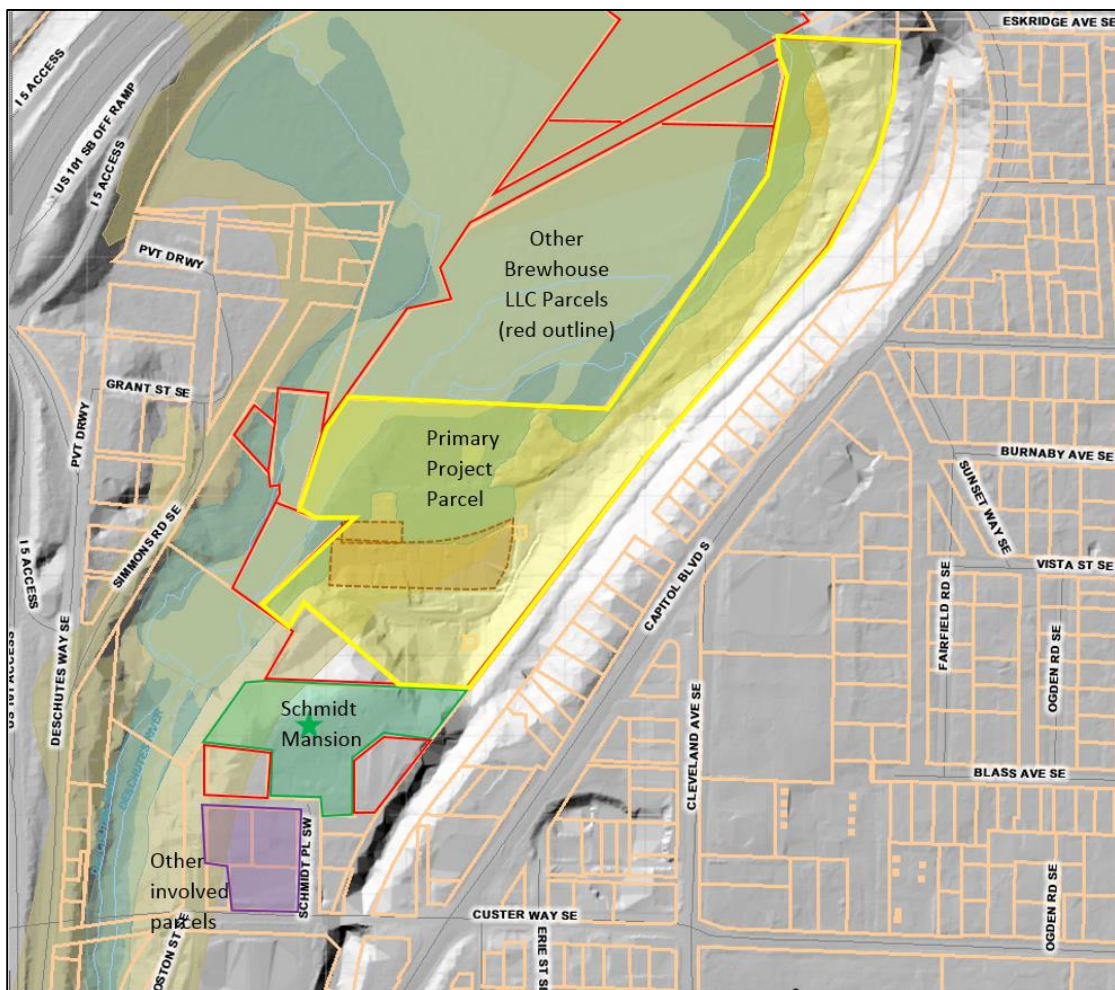 ESKRIDGE AVE SE
I 5 ACCESS
US 101 SB OFF RAMP
I 5 ACCESS
PVT DRWY
Other
Brewhouse
LLC Parcels
(red outline)
GRANT ST SE
PVT DRWY
Primary
Project
Parcel
BURNABY AVE SE
SUNSET WAY SE
SIMMONS RD SE
I 5 ACCESS
VISTA ST SE
CAPITOL BLVD S
FAIRFIELD RD SE
OGDEN RD SE
DESCHUTES WAY SE
Schmidt
Mansion
CLEVELAND AVE SE
BLASS AVE SE
DESCHUTES RIVER
SCHMIDT PL SW
Other
involved
parcels
CUSTER WAY SE
ERIE ST SE
OGDEN RD SE